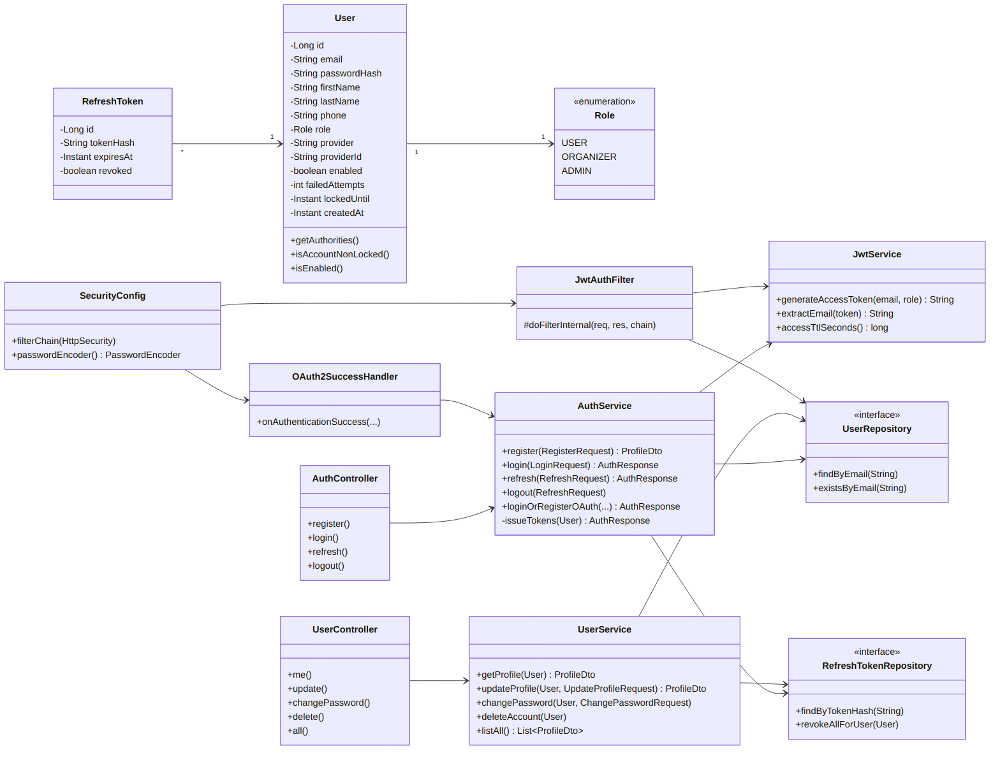 User
-Long id
-String email
-String passwordHash
-String firstName
-String lastName
-String phone
-Role role
-String provider
-String providerId
-boolean enabled
-int failedAttempts
-Instant lockedUntil
-Instant createdAt
+getAuthorities()
+isAccountNonLocked()
+isEnabled()
RefreshToken
-Long id
-String tokenHash
-Instant expiresAt
-boolean revoked
*
1
1
1
«enumeration»
Role
USER
ORGANIZER
ADMIN
SecurityConfig
+filterChain(HttpSecurity)
+passwordEncoder() : PasswordEncoder
JwtAuthFilter
#doFilterInternal(req, res, chain)
JwtService
+generateAccessToken(email, role) : String
+extractEmail(token) : String
+accessTtlSeconds() : long
OAuth2SuccessHandler
+onAuthenticationSuccess(...)
AuthService
+register(RegisterRequest) : ProfileDto
+login(LoginRequest) : AuthResponse
+refresh(RefreshRequest) : AuthResponse
+logout(RefreshRequest)
+loginOrRegisterOAuth(...) : AuthResponse
-issueTokens(User) : AuthResponse
«interface»
UserRepository
+findByEmail(String)
+existsByEmail(String)
AuthController
+register()
+login()
+refresh()
+logout()
UserController
+me()
+update()
+changePassword()
+delete()
+all()
UserService
+getProfile(User) : ProfileDto
+updateProfile(User, UpdateProfileRequest) : ProfileDto
+changePassword(User, ChangePasswordRequest)
+deleteAccount(User)
+listAll() : List<ProfileDto>
«interface»
RefreshTokenRepository
+findByTokenHash(String)
+revokeAllForUser(User)